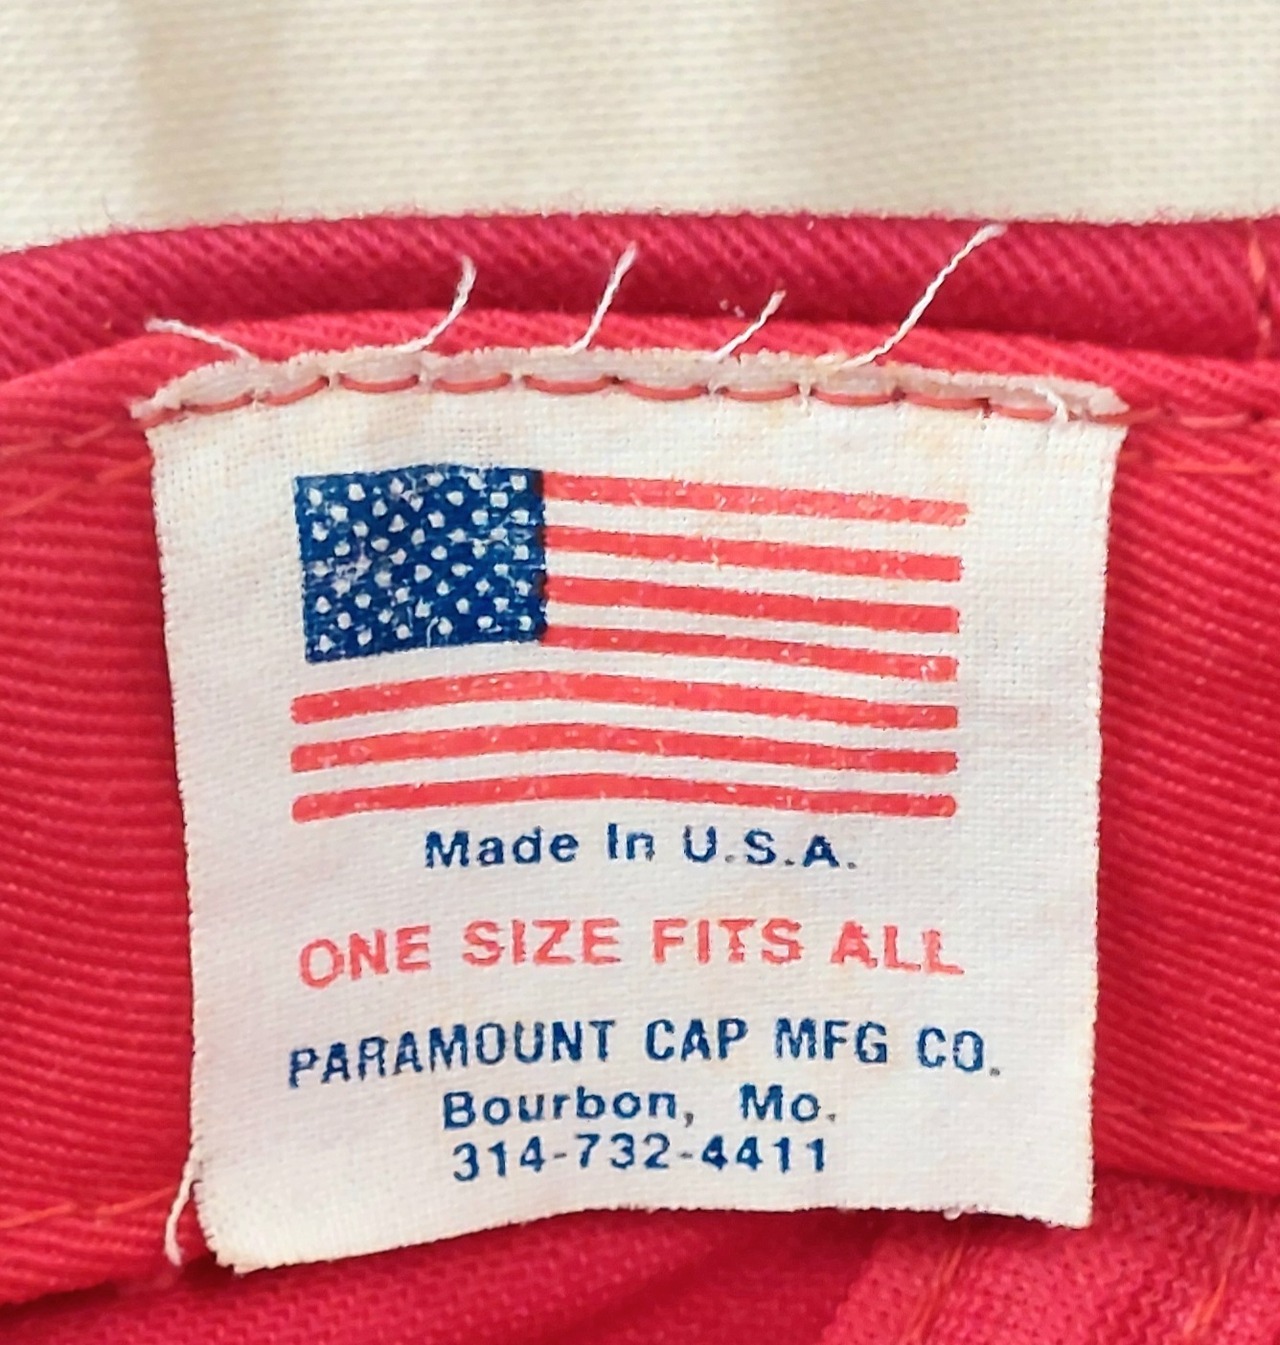 Made In U.S.A.
ONE SIZE FITS ALL
PARAMOUNT CAP MFG CO.
Bourbon, Mo.
314-732-4411